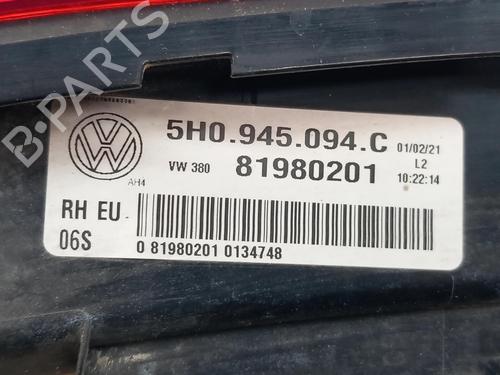 5H0.945.094.C
01/02/21
VW 380
81980201
L2
10:22:14
AH4
RH EU
06S
0 81980201 0134748
B-PARTS